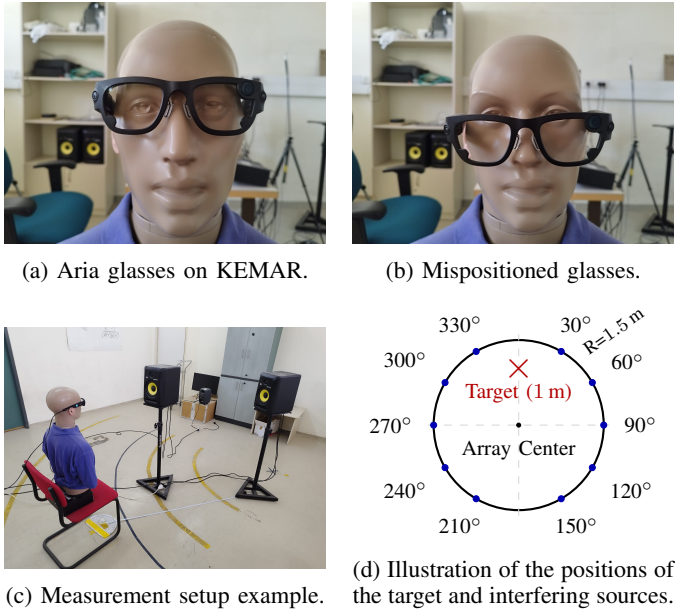 (a) Aria glasses on KEMAR.
(b) Mispositioned glasses.
330°
30°
R=1.5 m
300°
60°
Target (1 m)
270°
90°
Array Center
240°
120°
210°
150°
(c) Measurement setup example.
(d) Illustration of the positions of
the target and interfering sources.